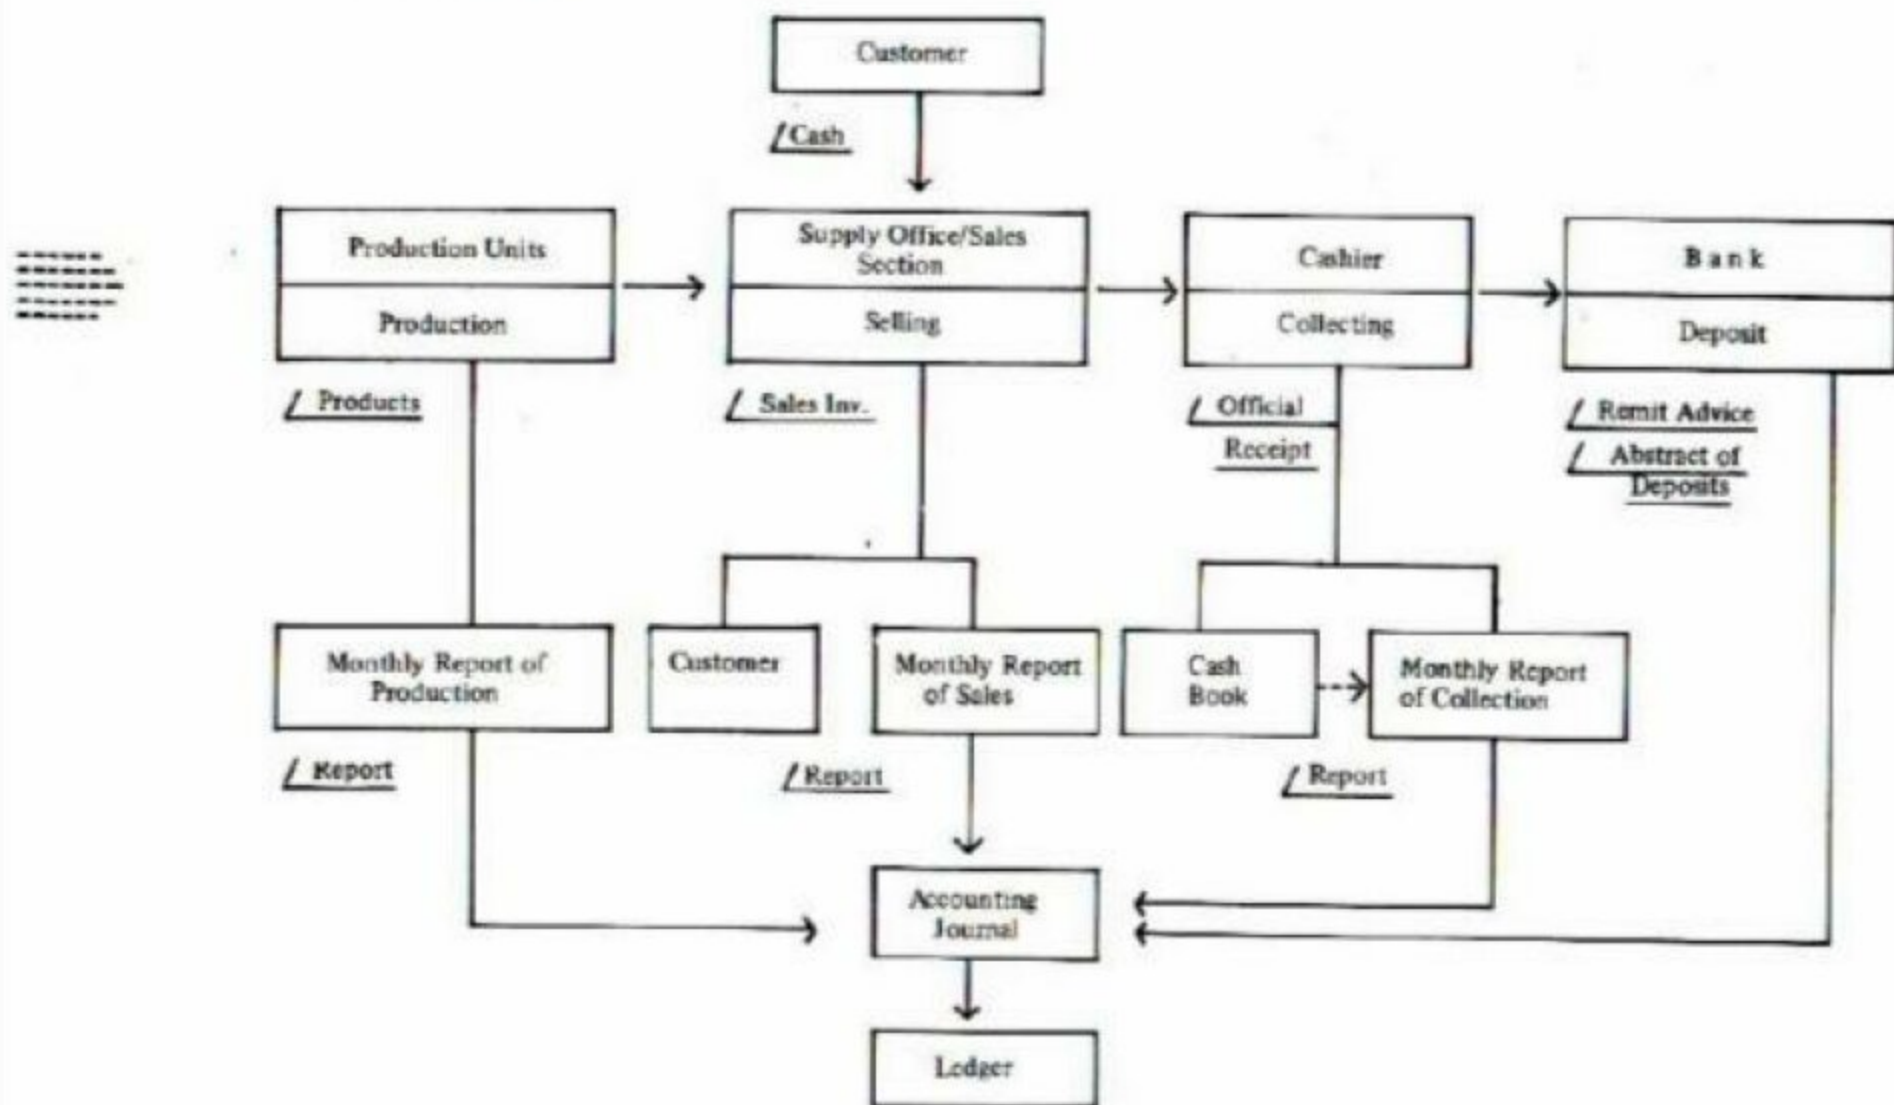 Customer
/Cash
Production Units
Production
Supply Office/Sales
Section
Selling
Cashier
Collecting
Bank
Deposit
/ Products
/ Sales Inv.
/ Official
Receipt
/ Remit Advice
/ Abstract of
Deposits
Monthly Report of
Production
Customer
Monthly Report
of Sales
Cash
Book
Monthly Report
of Collection
/ Report
/ Report
/ Report
Accounting
Journal
Ledger